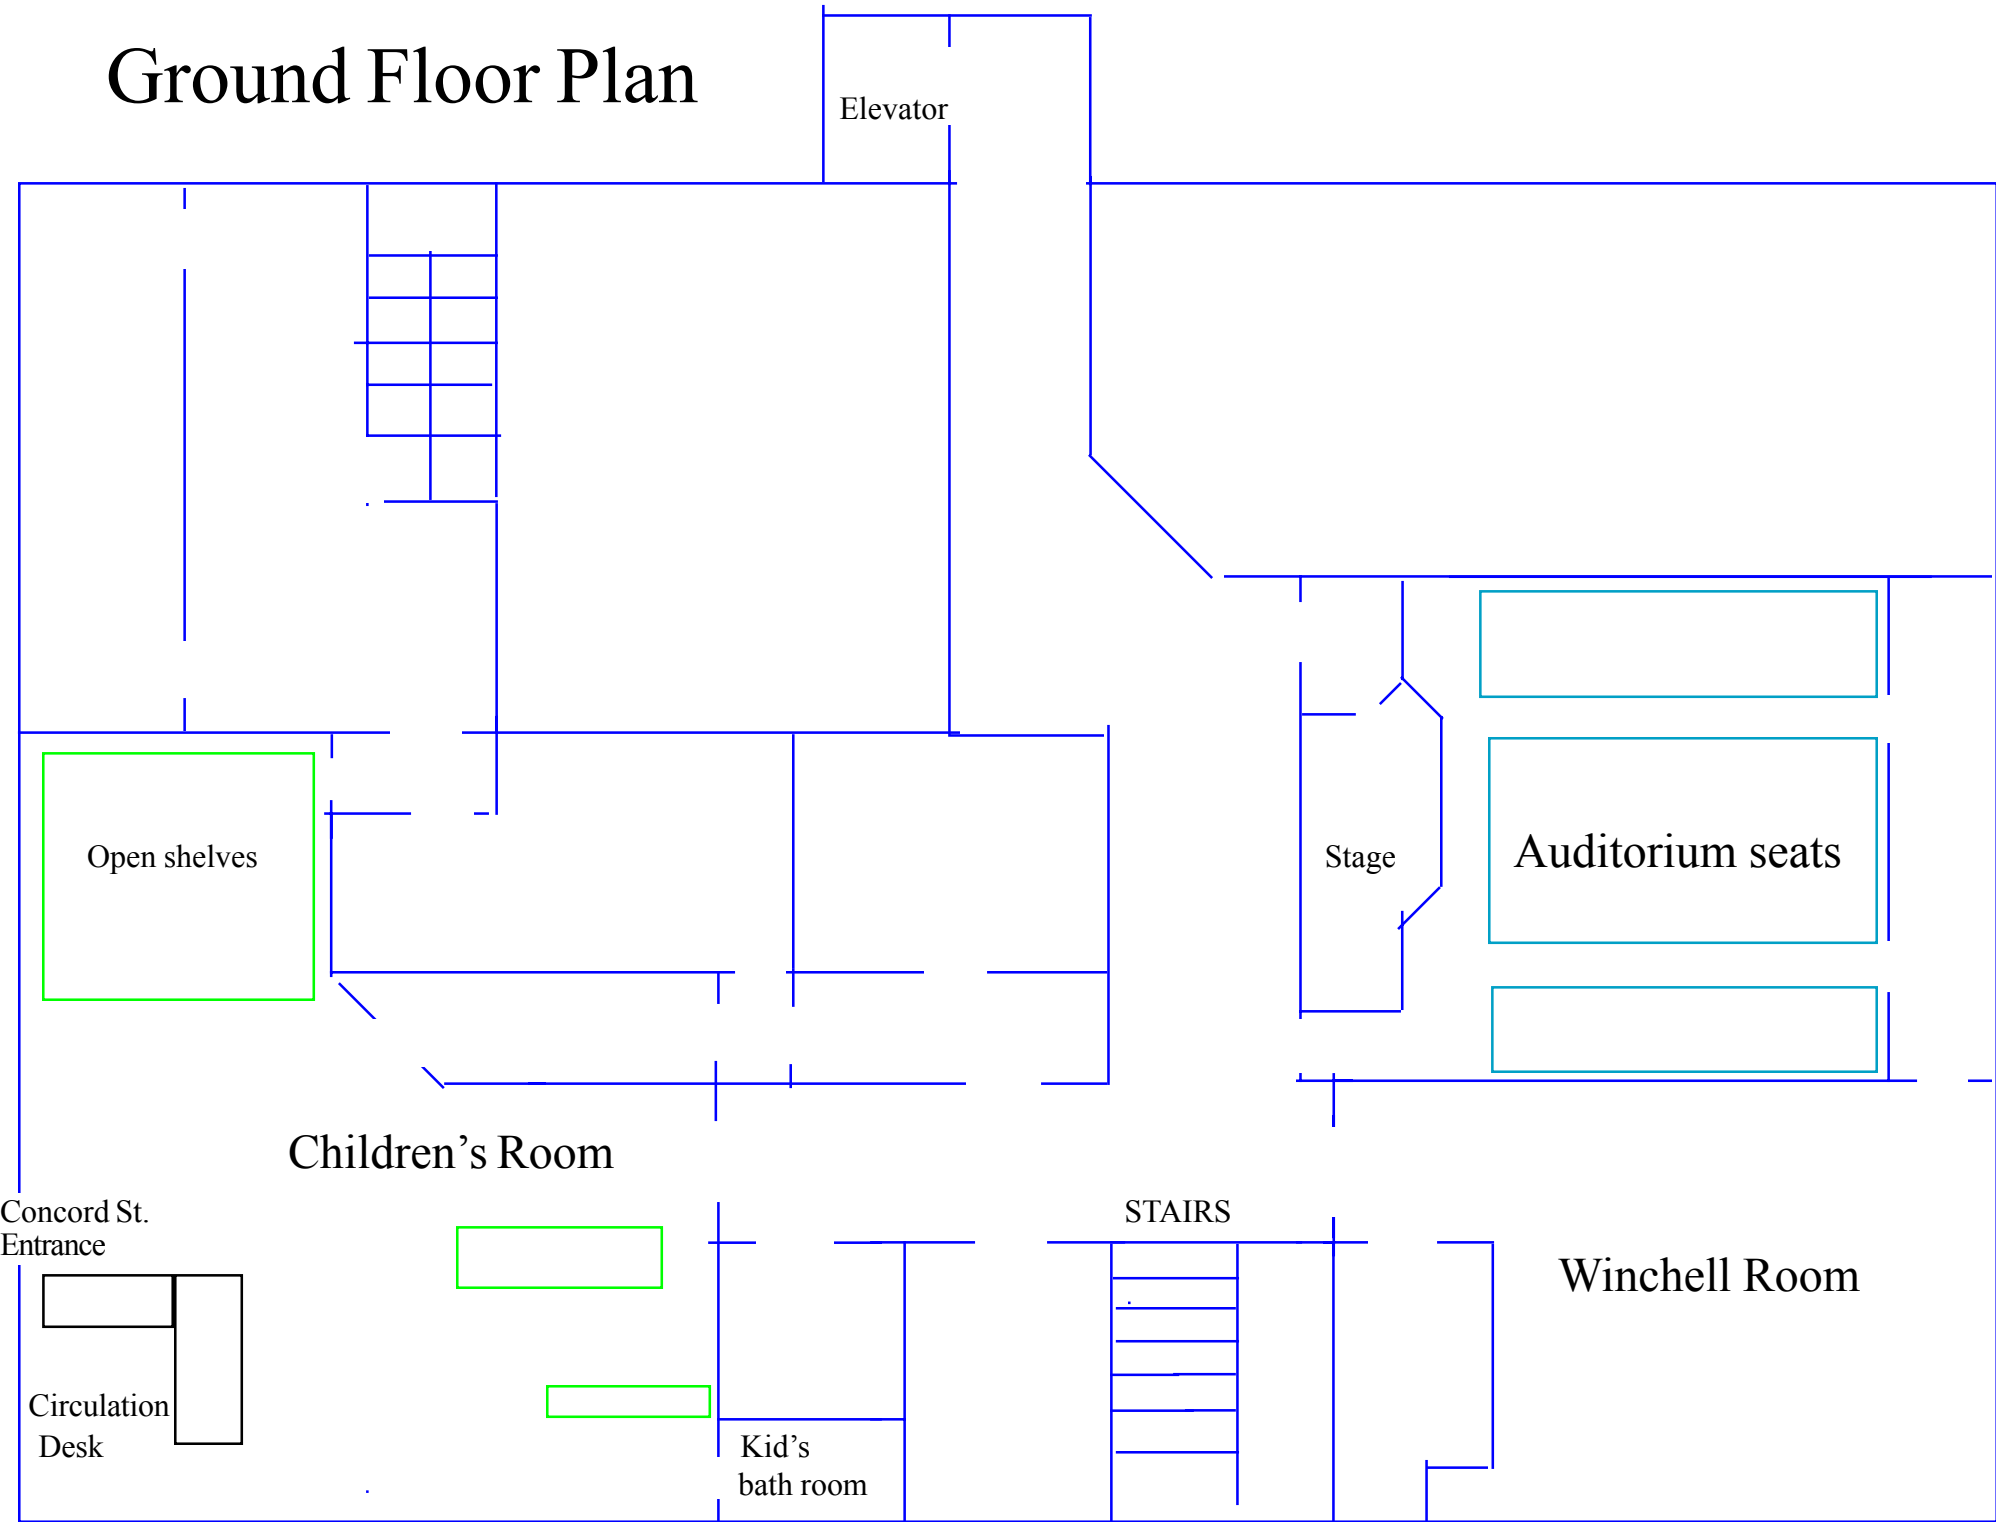 Ground Floor Plan
Elevator
Open shelves
Stage
Auditorium seats
Children’s Room
Concord St.
Entrance
STAIRS
Winchell Room
Circulation
Desk
Kid’s
bath room